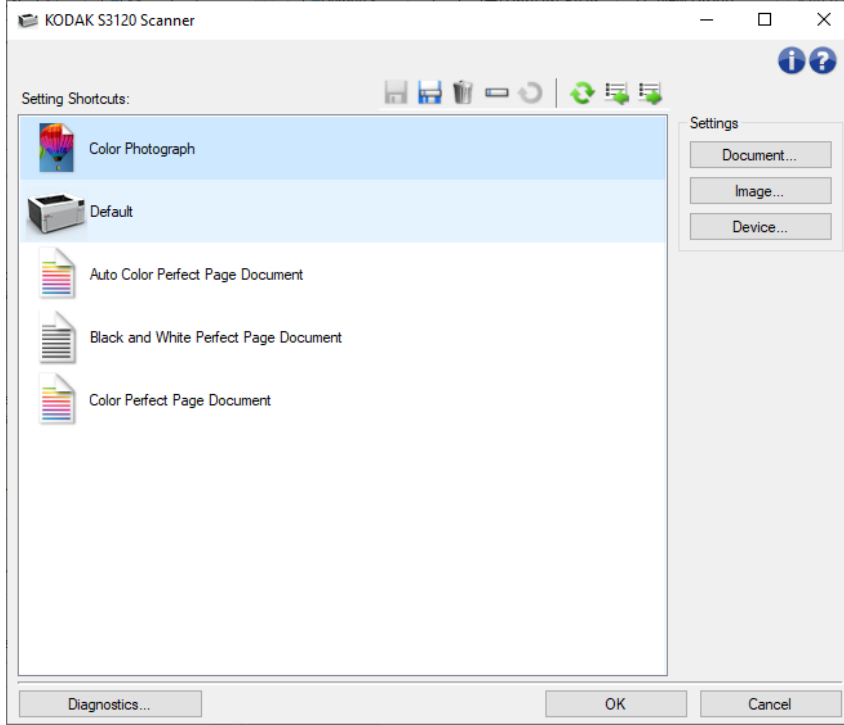 KODAK S3120 Scanner
Setting Shortcuts:
Settings
Color Photograph
Document...
Default
Image...
Device...
Auto Color Perfect Page Document
Black and White Perfect Page Document
Color Perfect Page Document
Diagnostics...
OK
Cancel